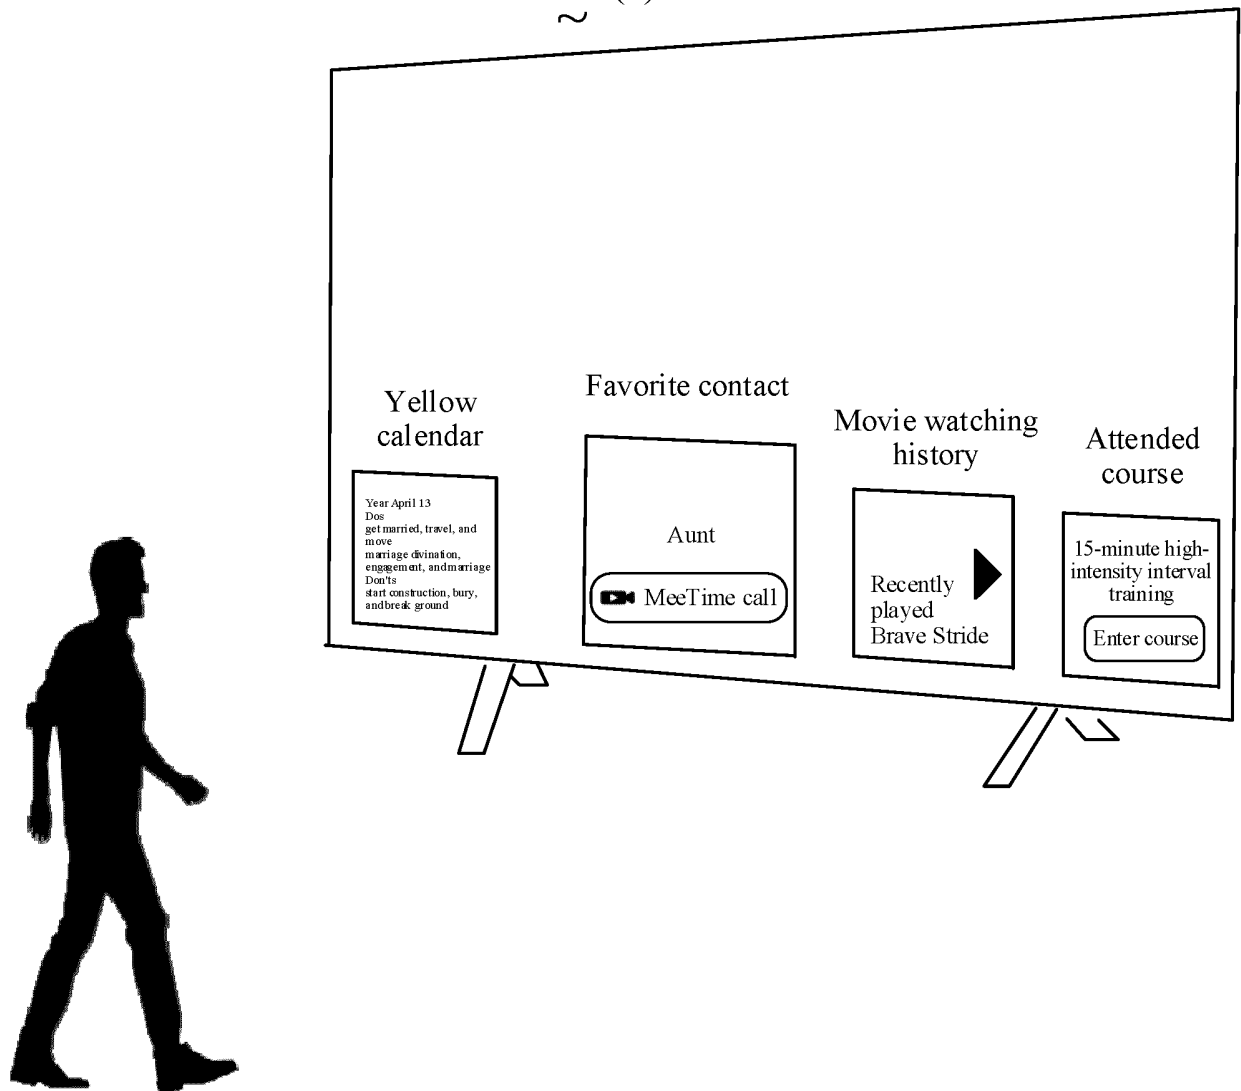 Yellow
calendar
Year April 13
Dos
get married, travel, and
move
marriage divination,
engagement, and marriage
Don'ts
start construction, bury,
and break ground
Favorite contact
Aunt
MeeTime call
Movie watching
history
Recently
played
Brave Stride
Attended
course
15-minute high-
intensity interval
training
Enter course